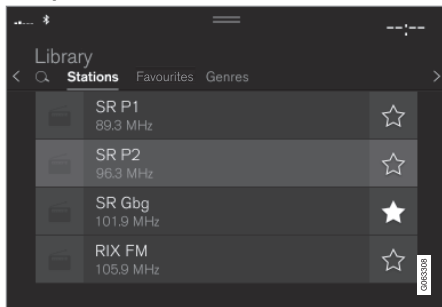 --:--
Library
Stations Favourites Genres
SR P1
89.3 MHz
SR P2
96.3 MHz
SR Gbg
101.9 MHz
RIX FM
105.9 MHz
G063308